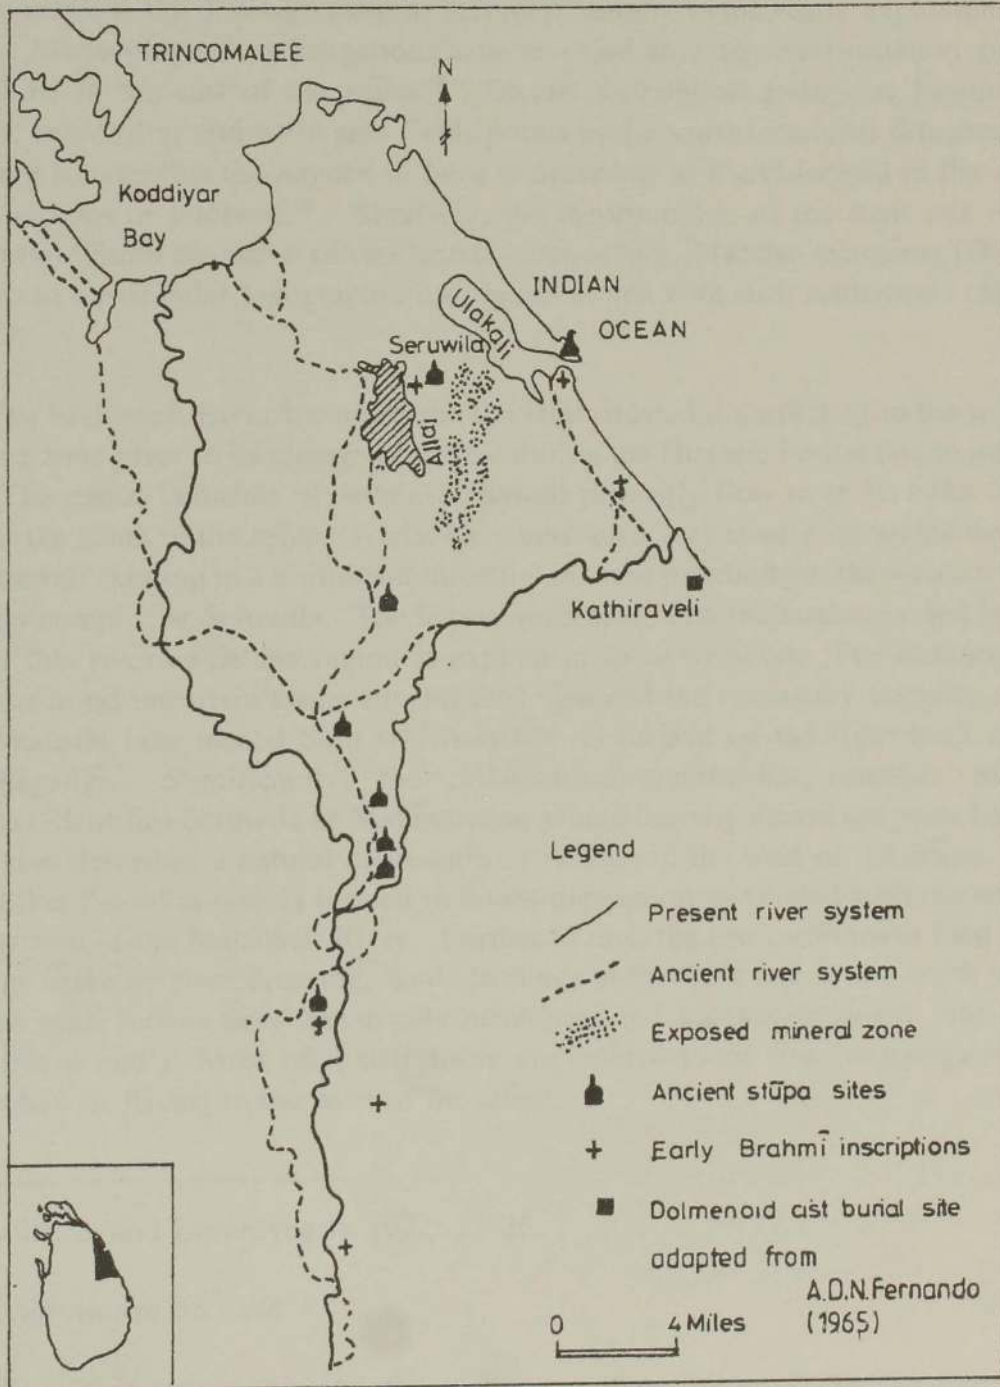 TRINCOMALEE
N
Koddiyar
Bay
INDIAN
OCEAN
Ulakali
Seruwila
Allai
Kathiraveli
Legend
Present river system
Ancient river system
Exposed mineral zone
Ancient stūpa sites
Early Brahmī inscriptions
Dolmenoid cist burial site
adapted from
A.D.N.Fernando
(1965)
0 4 Miles